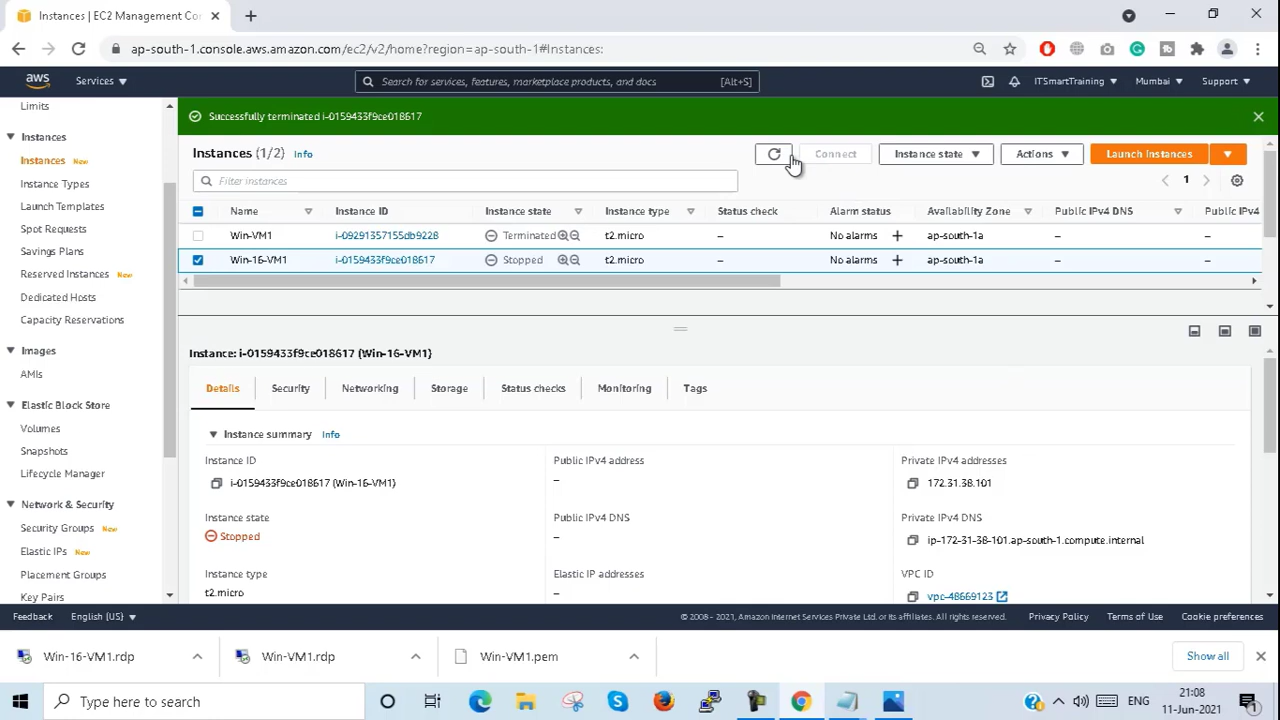 Instances | EC2 Management Co
ap-south-1.console.aws.amazon.com/ec2/v2/home?region=ap-south-1#Instances:
aws
Services
Search for services, features, marketplace products, and docs
[Alt+S]
ITSmartTraining
Mumbai
Support
Limits
Instances
Instances New
Instance Types
Launch Templates
Spot Requests
Savings Plans
Reserved Instances New
Dedicated Hosts
Capacity Reservations
Images
AMIs
Elastic Block Store
Volumes
Snapshots
Lifecycle Manager
Network & Security
Security Groups New
Elastic IPs New
Placement Groups
Key Pairs
Successfully terminated i-0159433f9ce018617
Instances (1/2) Info
Connect
Instance state
Actions
Launch instances
Filter instances
1
Name Instance ID Instance state Instance type Status check Alarm status Availability Zone Public IPv4 DNS Public IPv4
Win-VM1 i-09291357155db9228 Terminated t2.micro – No alarms + ap-south-1a – –
Win-16-VM1 i-0159433f9ce018617 Stopped t2.micro – No alarms + ap-south-1a – –
Instance: i-0159433f9ce018617 (Win-16-VM1)
Details Security Networking Storage Status checks Monitoring Tags
Instance summary Info
Instance ID
i-0159433f9ce018617 (Win-16-VM1)
Public IPv4 address
–
Private IPv4 addresses
172.31.38.101
Instance state
Stopped
Public IPv4 DNS
–
Private IPv4 DNS
ip-172-31-38-101.ap-south-1.compute.internal
Instance type
t2.micro
Elastic IP addresses
–
VPC ID
vpc-48669123
Feedback
English (US)
© 2008 - 2021, Amazon Internet Services Private Ltd. or its affiliates. All rights reserved.
Privacy Policy
Terms of Use
Cookie preferences
Win-16-VM1.rdp
Win-VM1.rdp
Win-VM1.pem
Show all
Type here to search
ENG
21:08
11-Jun-2021